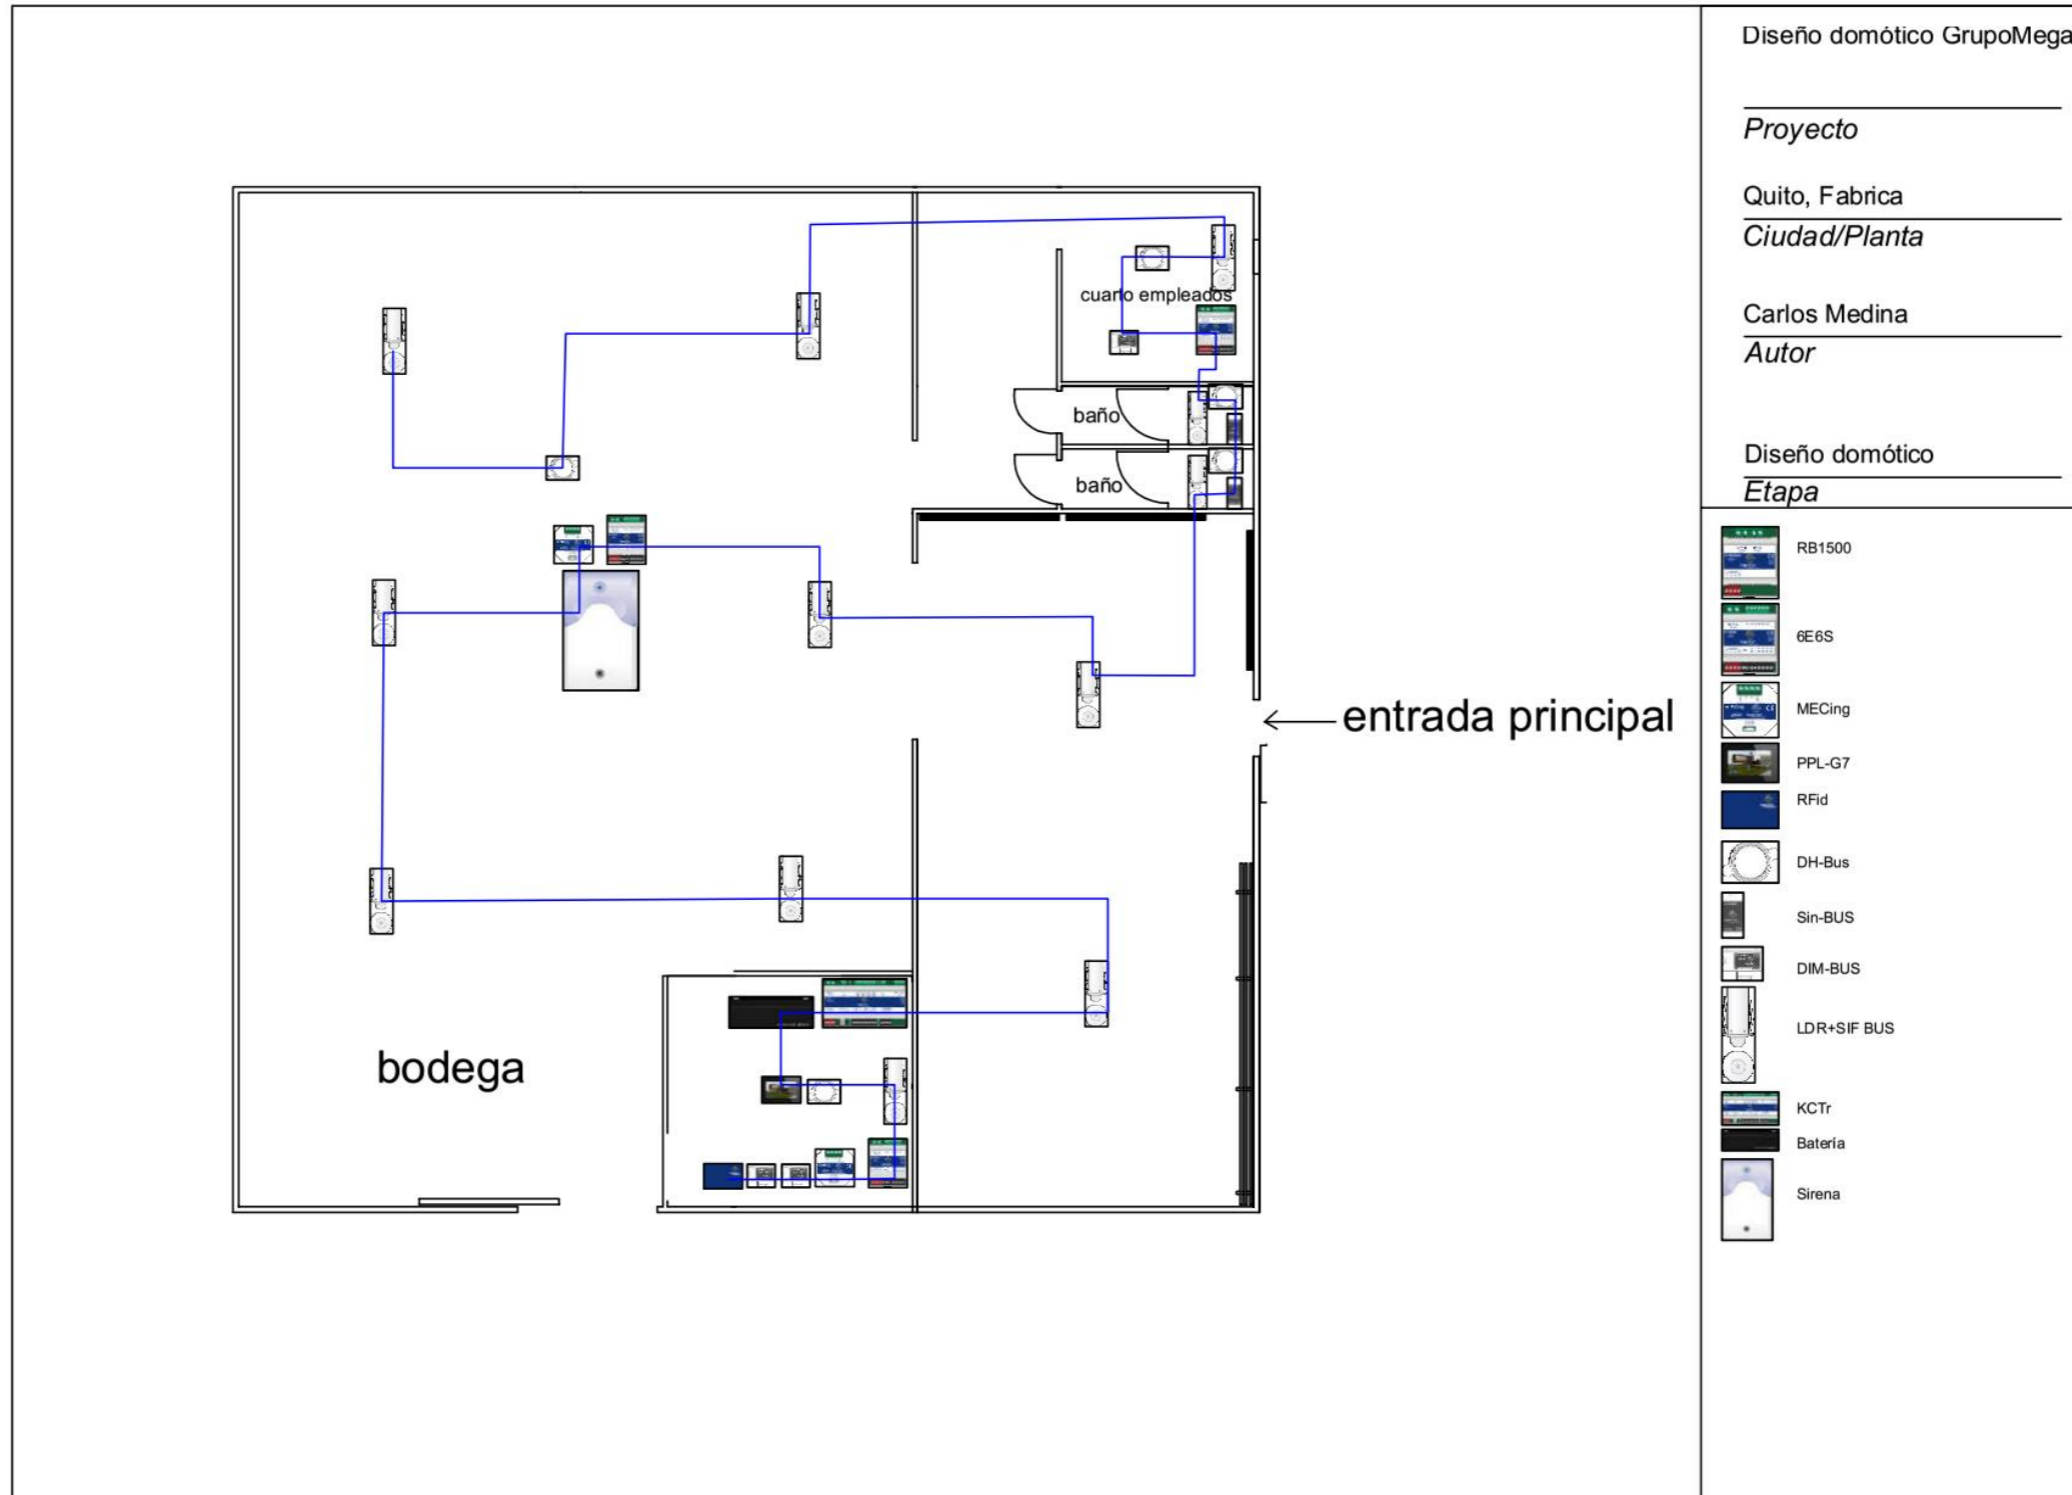 Diseño domótico GrupoMega
Proyecto
Quito, Fabrica
Ciudad/Planta
Carlos Medina
Autor
Diseño domótico
Etapa
cuarto empleados
baño
baño
entrada principal
bodega
RB1500
6E6S
MECing
PPL-G7
RFid
DH-Bus
Sin-BUS
DIM-BUS
LDR+SIF BUS
KCTr
Batería
Sirena